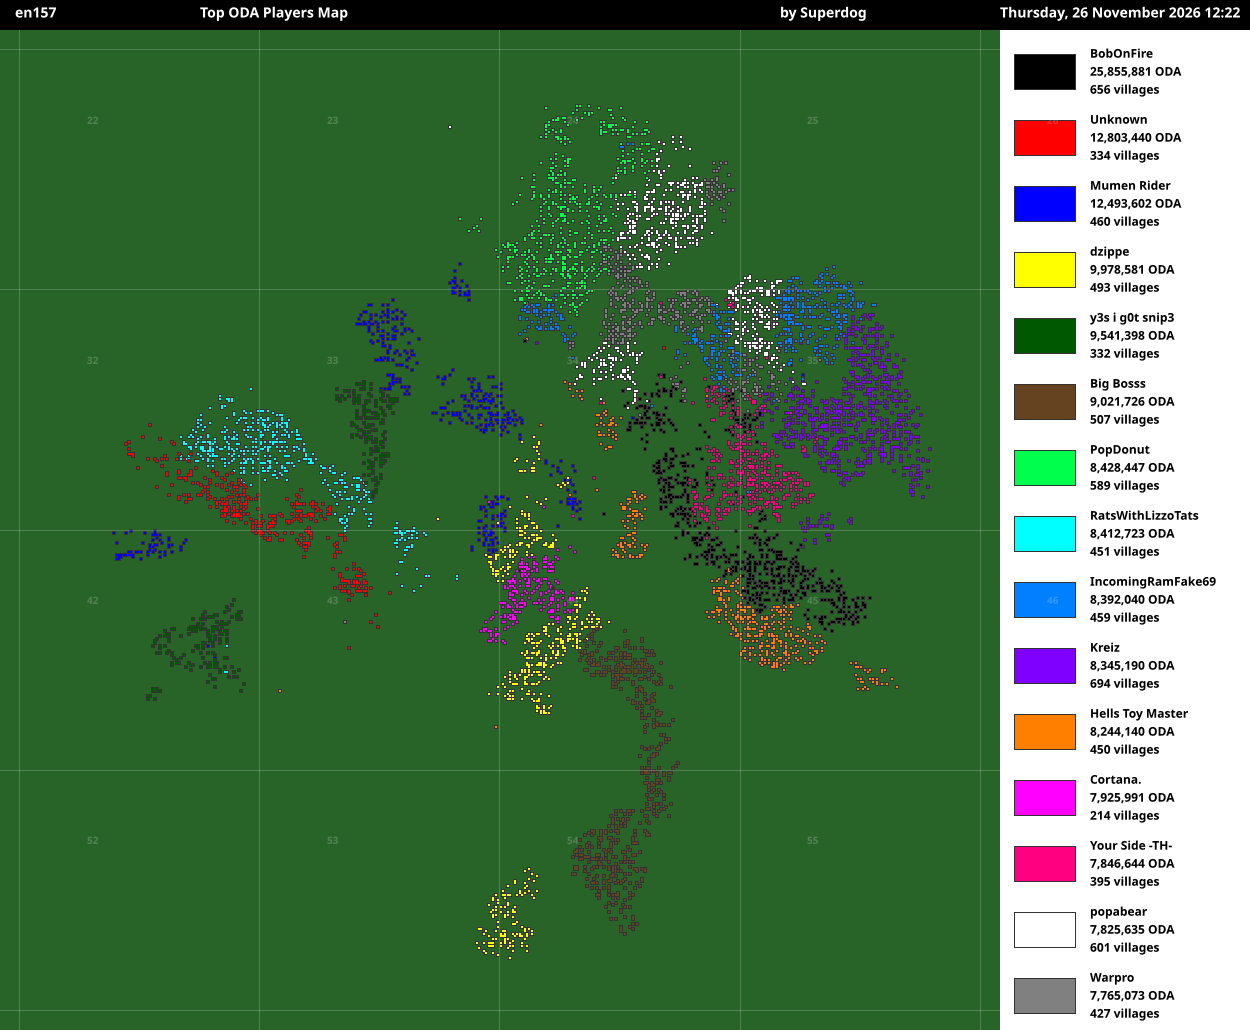 en157 Top ODA Players Map by Superdog Thursday, 26 November 2026 12:22
22 23 24 25 26
32 33 34 35
42 43 45 46
52 53 54 55
BobOnFire
25,855,881 ODA
656 villages
Unknown
12,803,440 ODA
334 villages
Mumen Rider
12,493,602 ODA
460 villages
dzippe
9,978,581 ODA
493 villages
y3s i g0t snip3
9,541,398 ODA
332 villages
Big Bosss
9,021,726 ODA
507 villages
PopDonut
8,428,447 ODA
589 villages
RatsWithLizzoTats
8,412,723 ODA
451 villages
IncomingRamFake69
8,392,040 ODA
459 villages
Kreiz
8,345,190 ODA
694 villages
Hells Toy Master
8,244,140 ODA
450 villages
Cortana.
7,925,991 ODA
214 villages
Your Side -TH-
7,846,644 ODA
395 villages
popabear
7,825,635 ODA
601 villages
Warpro
7,765,073 ODA
427 villages